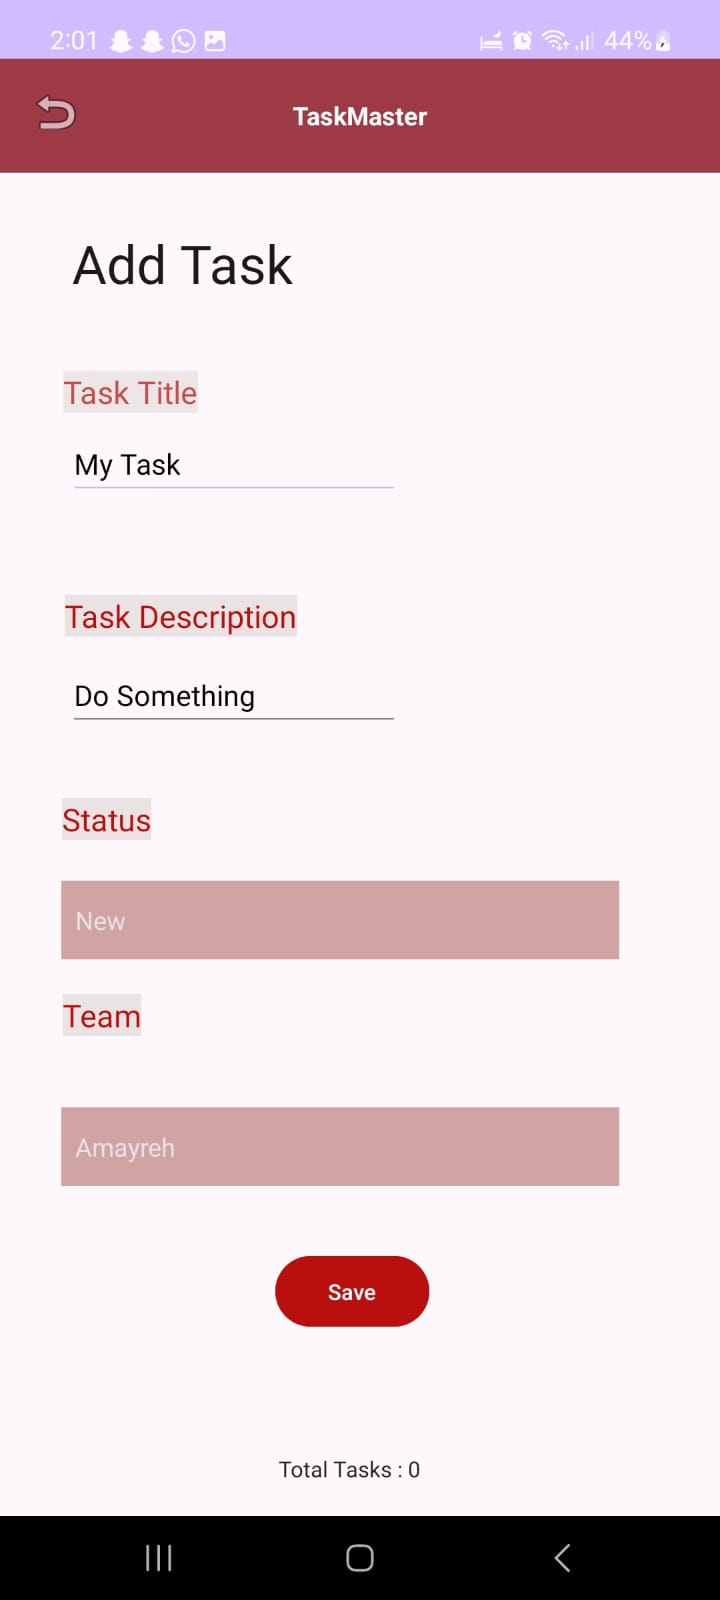 2:01 44%
TaskMaster
Add Task
Task Title
My Task
Task Description
Do Something
Status
New
Team
Amayreh
Save
Total Tasks : 0